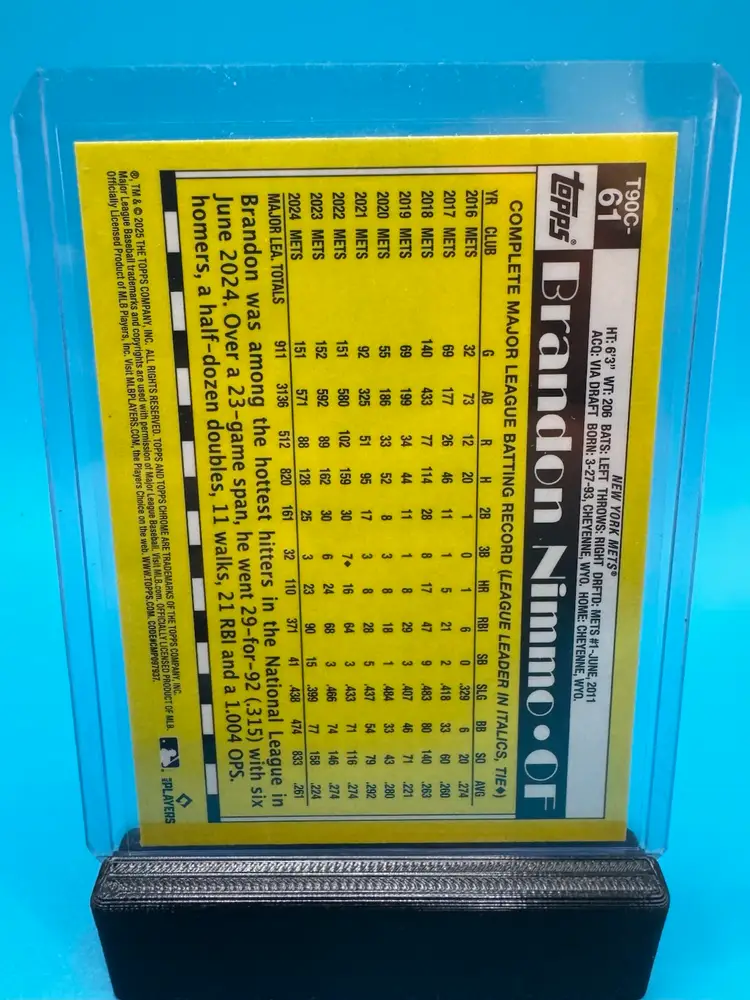 T90C-
61
topps®
NEW YORK METS®
HT: 6'3" WT: 206 BATS: LEFT THROWS: RIGHT DRFTD: METS #1-JUNE, 2011
ACQ: VIA DRAFT BORN: 3-27-93, CHEYENNE, WYO. HOME: CHEYENNE, WYO.
Brandon Nimmo • OF
COMPLETE MAJOR LEAGUE BATTING RECORD (LEAGUE LEADER IN ITALICS, TIE♦)
YR CLUB G AB R H 2B 3B HR RBI SB SLG BB SO AVG
2016 METS 32 73 12 20 1 0 1 6 0 .329 6 20 .274
2017 METS 69 177 26 46 11 1 5 21 2 .418 33 60 .260
2018 METS 140 433 77 114 28 8 17 47 9 .483 80 140 .263
2019 METS 69 199 34 44 11 1 8 29 3 .407 46 71 .221
2020 METS 55 186 33 52 8 3 8 18 1 .484 33 43 .280
2021 METS 92 325 51 95 17 3 8 28 5 .437 54 79 .292
2022 METS 151 580 102 159 30 7♦ 16 64 3 .433 71 116 .274
2023 METS 152 592 89 162 30 6 24 68 3 .466 74 146 .274
2024 METS 151 571 88 128 25 3 23 90 15 .399 77 158 .224
MAJOR LEA. TOTALS 911 3136 512 820 161 32 110 371 41 .438 474 833 .261
Brandon was among the hottest hitters in the National League in
June 2024. Over a 23-game span, he went 29-for-92 (.315) with six
homers, a half-dozen doubles, 11 walks, 21 RBI and a 1.004 OPS.
®, TM & © 2025 THE TOPPS COMPANY, INC. ALL RIGHTS RESERVED. TOPPS AND TOPPS CHROME ARE TRADEMARKS OF THE TOPPS COMPANY, INC.
Major League Baseball trademarks and copyrights are used with permission of Major League Baseball. Visit MLB.com. OFFICIALLY LICENSED PRODUCT OF MLB
Officially Licensed Product of MLB Players, Inc. Visit MLBPLAYERS.COM, the Players Choice on the web. WWW.TOPPS.COM. CODE#CMP097937.
MLB PLAYERS